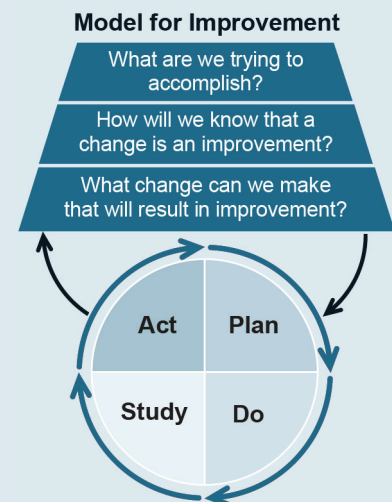 Model for Improvement
What are we trying to
accomplish?
How will we know that a
change is an improvement?
What change can we make
that will result in improvement?
Act
Plan
Study
Do